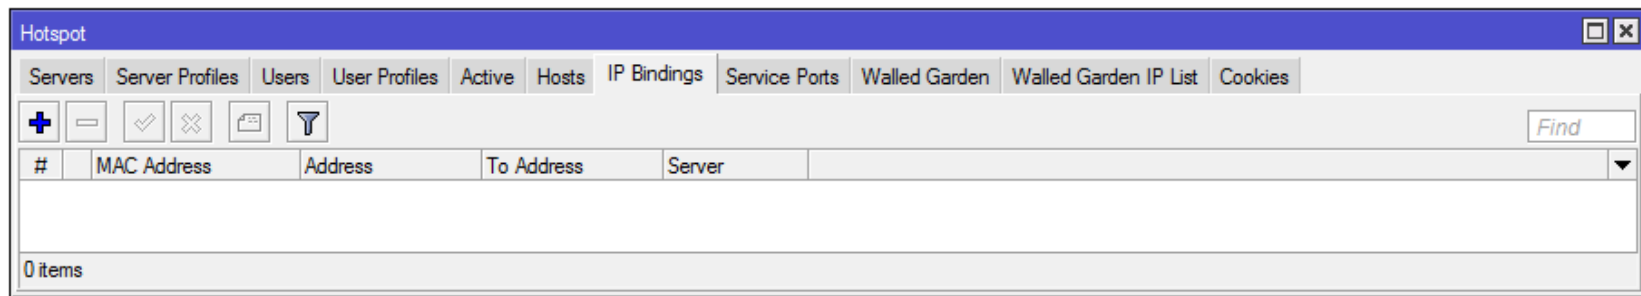 Hotspot
Servers Server Profiles Users User Profiles Active Hosts IP Bindings Service Ports Walled Garden Walled Garden IP List Cookies
Find
# MAC Address Address To Address Server
0 items